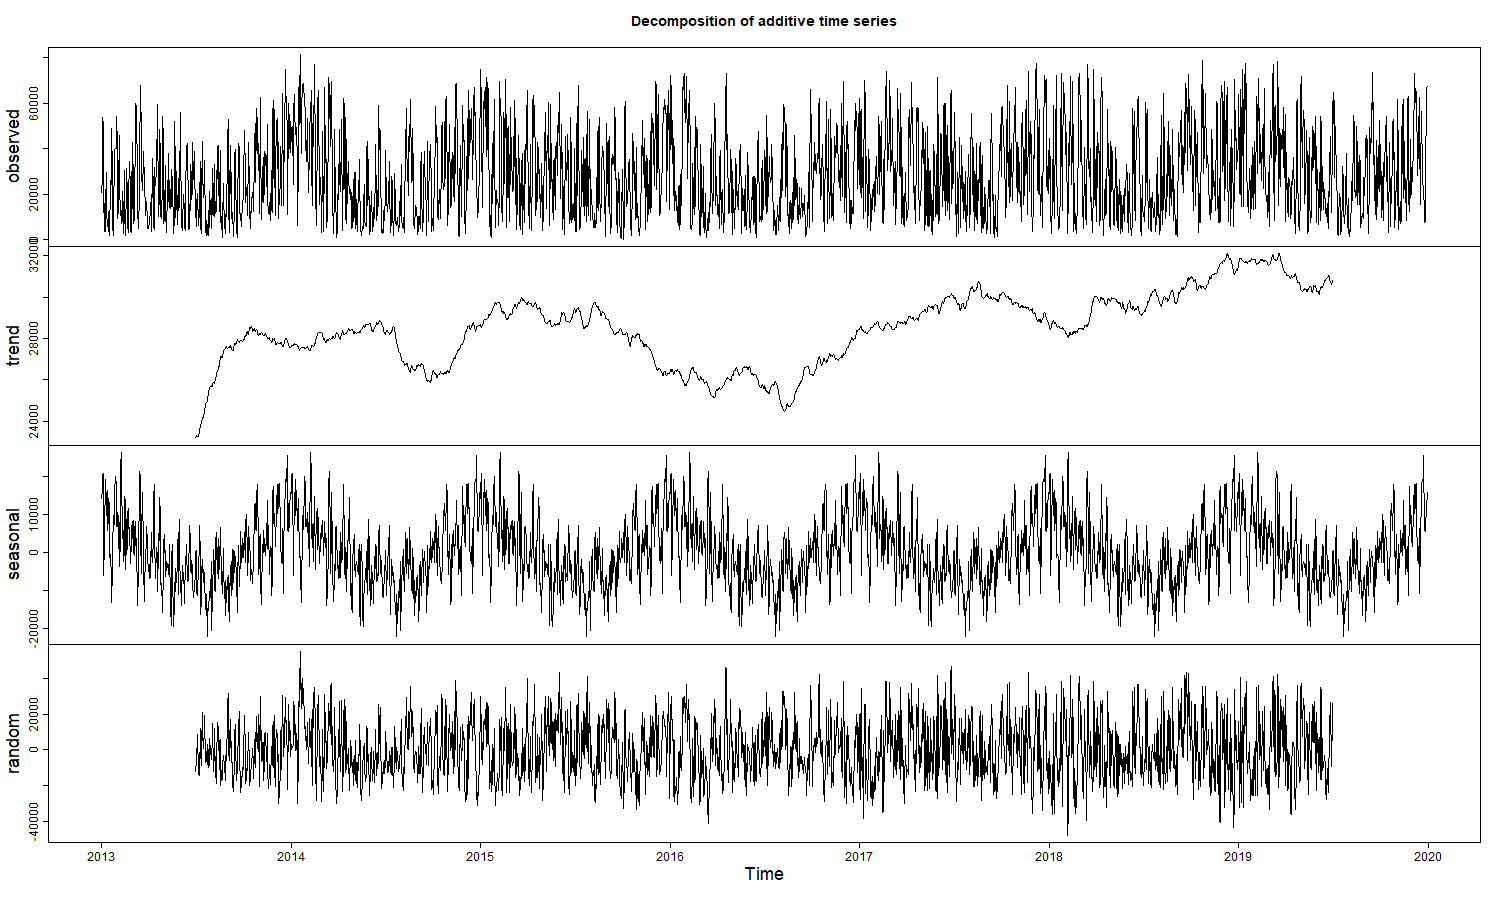 Decomposition of additive time series
observed
0 20000 60000
trend
24000 28000 32000
seasonal
-20000 0 10000
random
-40000 0 20000
2013 2014 2015 2016 2017 2018 2019 2020
Time